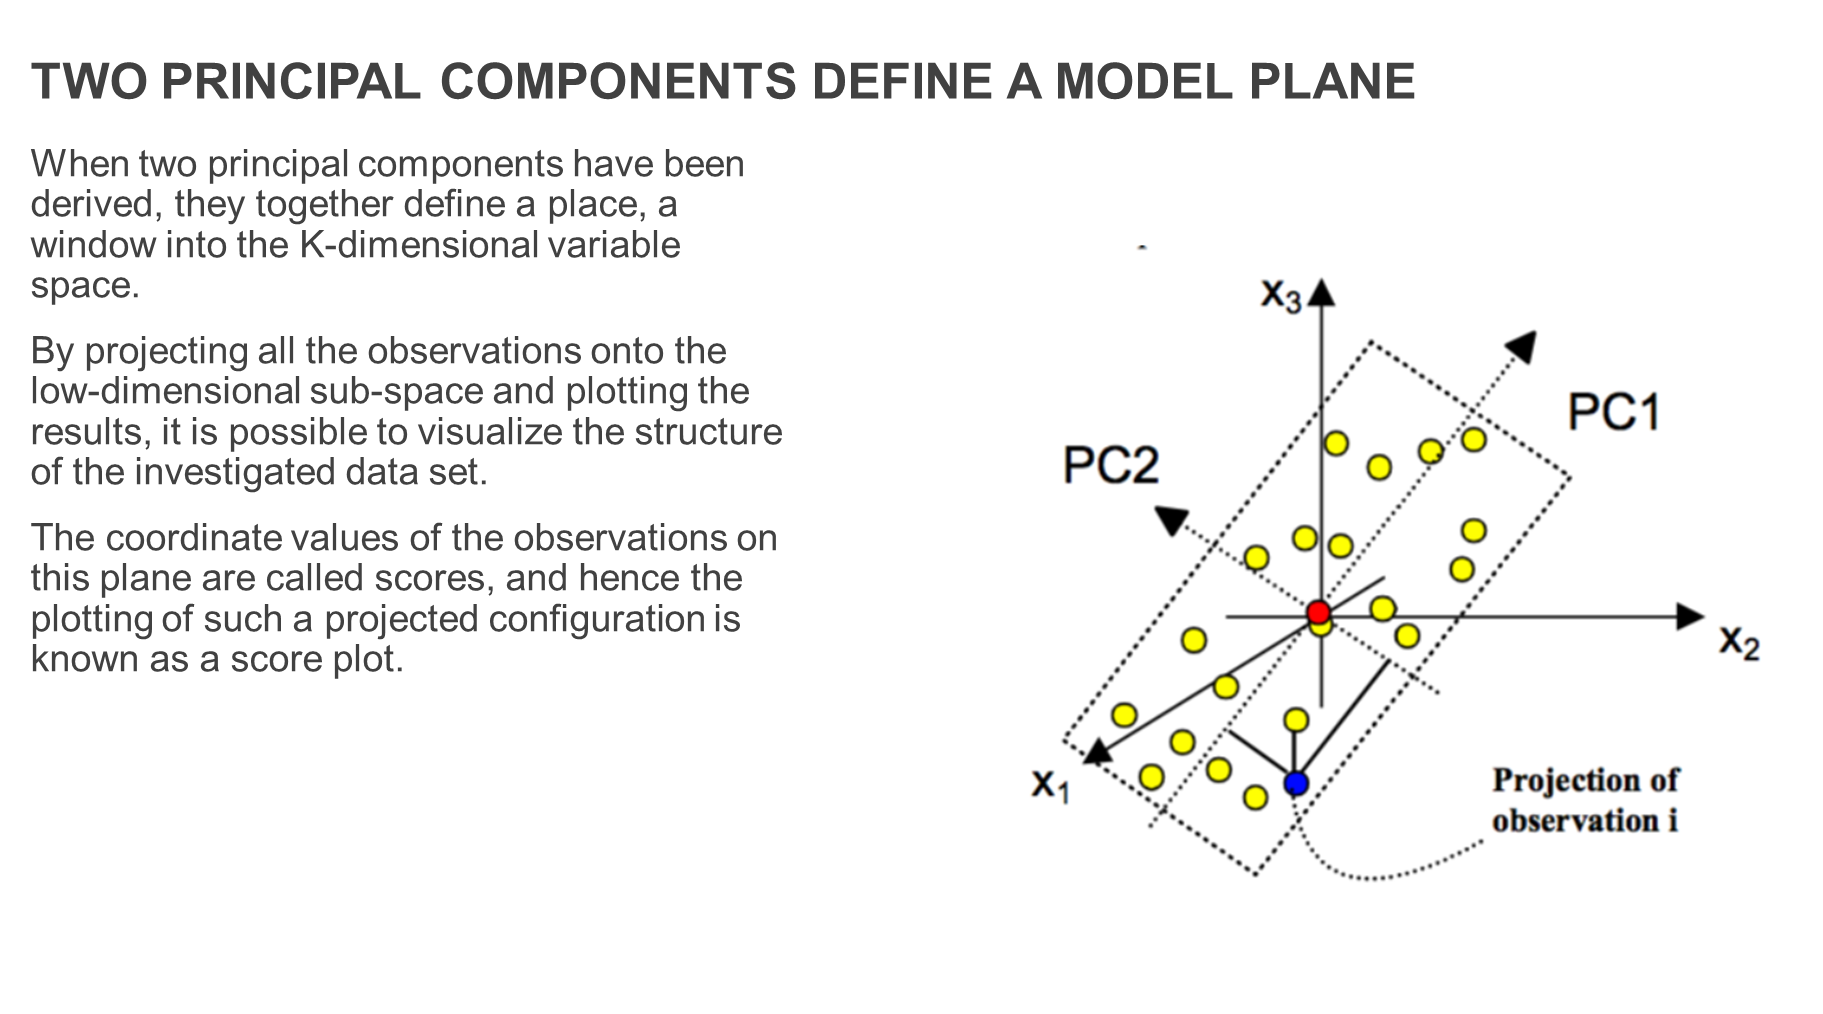 TWO PRINCIPAL COMPONENTS DEFINE A MODEL PLANE
When two principal components have been
derived, they together define a place, a
window into the K-dimensional variable
space.
By projecting all the observations onto the
low-dimensional sub-space and plotting the
results, it is possible to visualize the structure
of the investigated data set.
The coordinate values of the observations on
this plane are called scores, and hence the
plotting of such a projected configuration is
known as a score plot.
x3
PC1
PC2
x2
x1
Projection of
observation i